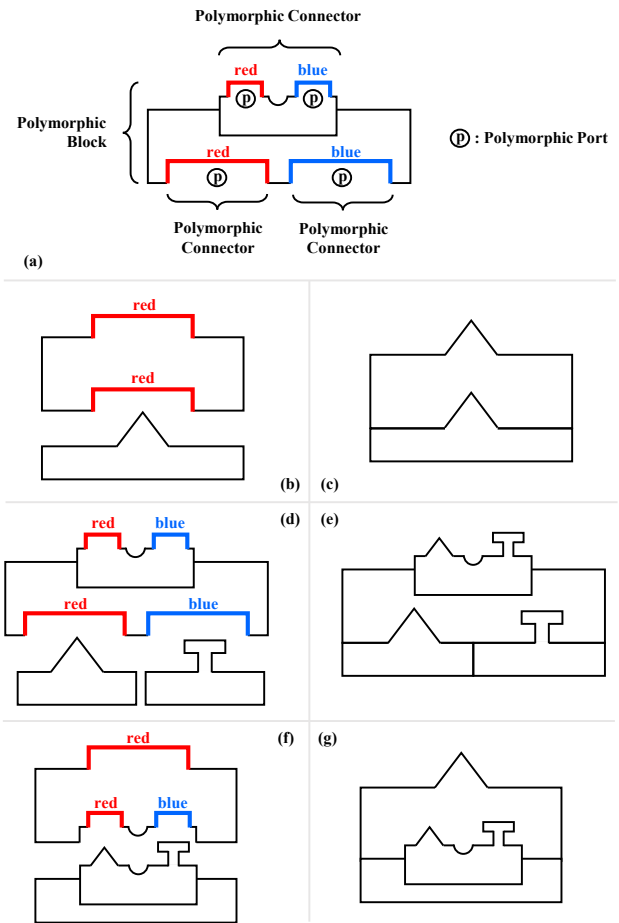 Polymorphic Connector
red
blue
p
p
Polymorphic
Block
p : Polymorphic Port
red
blue
p
p
Polymorphic
Connector
Polymorphic
Connector
(a)
red
red
(b)
(c)
(d)
red
blue
red
blue
(e)
(f)
red
red
blue
(g)